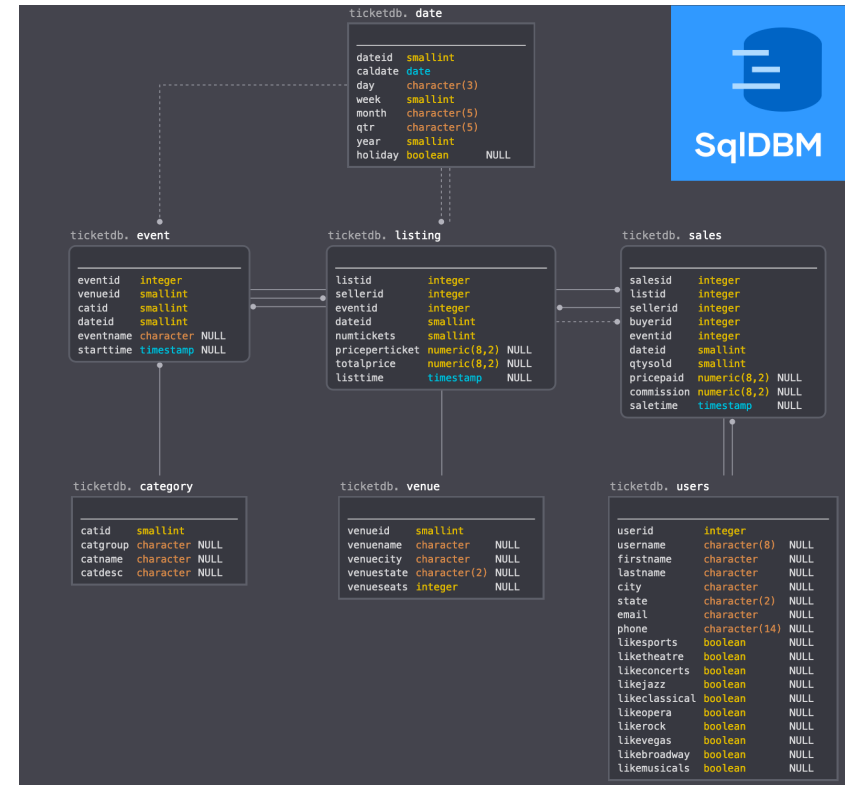 ticketdb. date
dateid smallint
caldate date
day character(3)
week smallint
month character(5)
qtr character(5)
year smallint
holiday boolean NULL
SqlDBM
ticketdb. event
eventid integer
venueid smallint
catid smallint
dateid smallint
eventname character NULL
starttime timestamp NULL
ticketdb. listing
listid integer
sellerid integer
eventid integer
dateid smallint
numtickets smallint
priceperticket numeric(8,2) NULL
totalprice numeric(8,2) NULL
listtime timestamp NULL
ticketdb. sales
salesid integer
listid integer
sellerid integer
buyerid integer
eventid integer
dateid smallint
qtysold smallint
pricepaid numeric(8,2) NULL
commission numeric(8,2) NULL
saletime timestamp NULL
ticketdb. category
catid smallint
catgroup character NULL
catname character NULL
catdesc character NULL
ticketdb. venue
venueid smallint
venuename character NULL
venuecity character NULL
venuestate character(2) NULL
venueseats integer NULL
ticketdb. users
userid integer
username character(8) NULL
firstname character NULL
lastname character NULL
city character NULL
state character(2) NULL
email character NULL
phone character(14) NULL
likesports boolean NULL
liketheatre boolean NULL
likeconcerts boolean NULL
likejazz boolean NULL
likeclassical boolean NULL
likeopera boolean NULL
likerock boolean NULL
likevegas boolean NULL
likebroadway boolean NULL
likemusicals boolean NULL